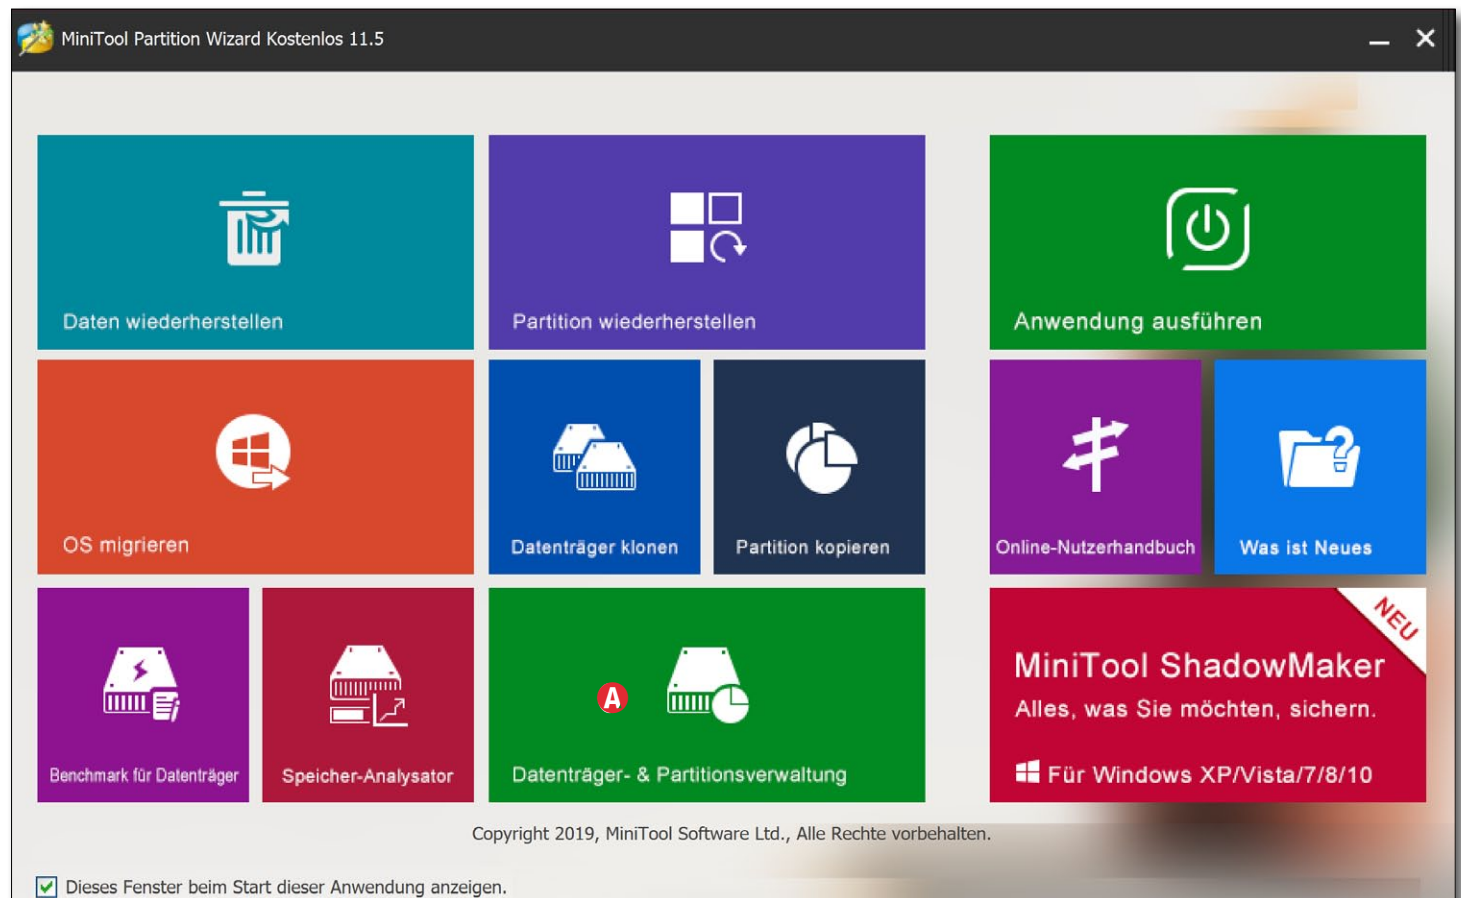 MiniTool Partition Wizard Kostenlos 11.5
Daten wiederherstellen
Partition wiederherstellen
Anwendung ausführen
OS migrieren
Datenträger klonen
Partition kopieren
Online-Nutzerhandbuch
Was ist Neues
Benchmark für Datenträger
Speicher-Analysator
A
Datenträger- & Partitionsverwaltung
NEU
MiniTool ShadowMaker
Alles, was Sie möchten, sichern.
Für Windows XP/Vista/7/8/10
Copyright 2019, MiniTool Software Ltd., Alle Rechte vorbehalten.
Dieses Fenster beim Start dieser Anwendung anzeigen.